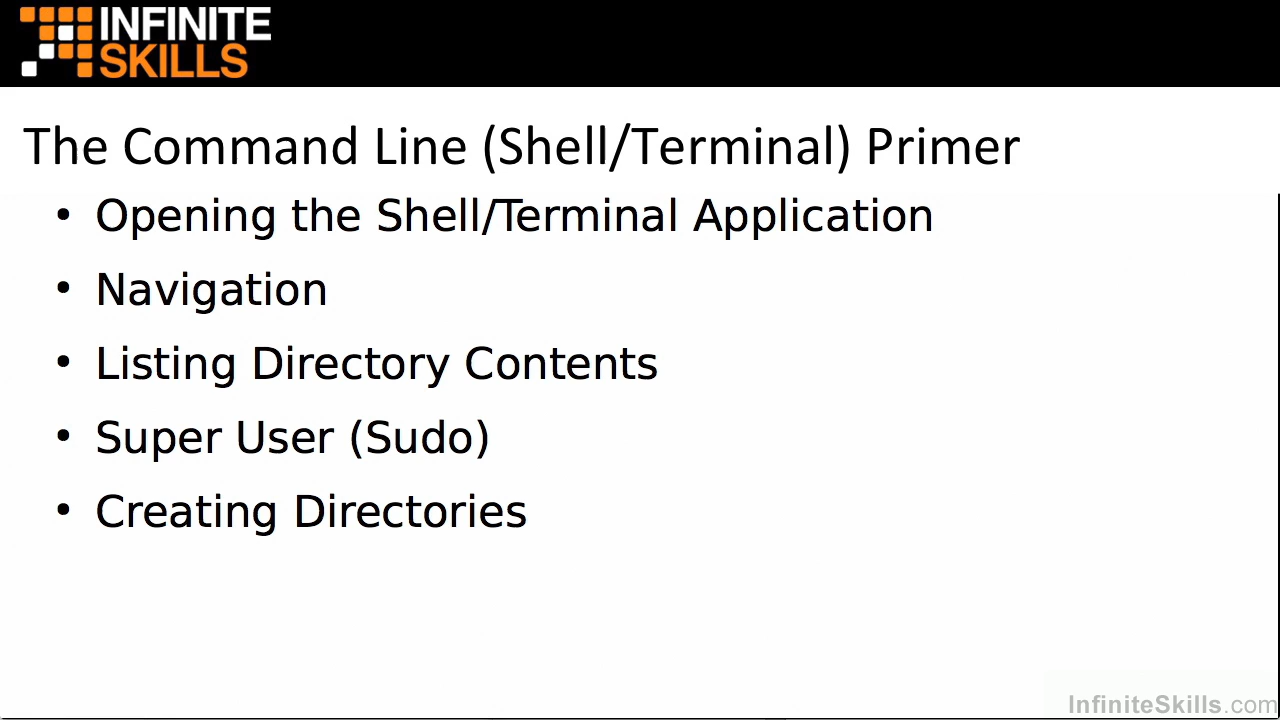 INFINITE
SKILLS
The Command Line (Shell/Terminal) Primer
• Opening the Shell/Terminal Application
• Navigation
• Listing Directory Contents
• Super User (Sudo)
• Creating Directories
InfiniteSkills.com